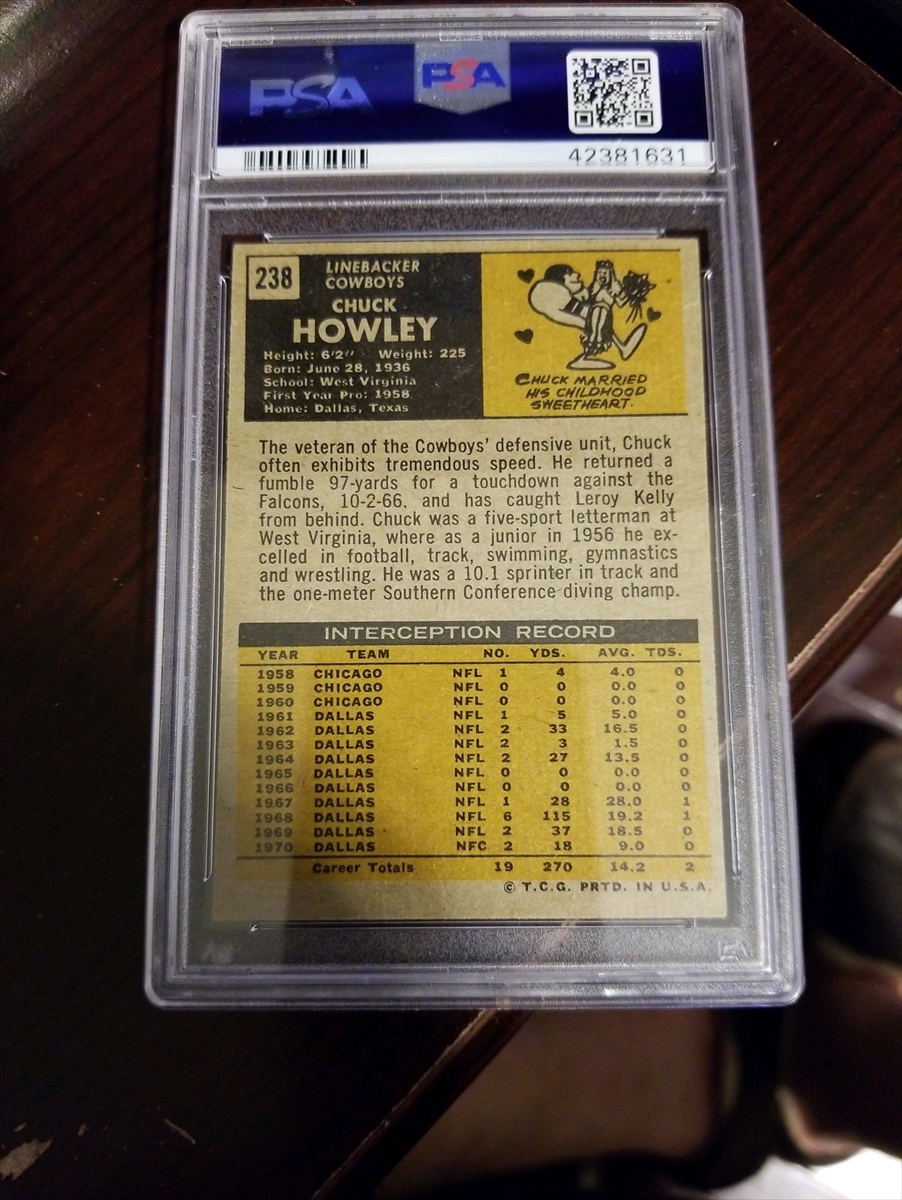 PSA PSA
42381631
238 LINEBACKER
COWBOYS
CHUCK
HOWLEY
Height: 6'2" Weight: 225
Born: June 28, 1936
School: West Virginia
First Year Pro: 1958
Home: Dallas, Texas
CHUCK MARRIED
HIS CHILDHOOD
SWEETHEART.
The veteran of the Cowboys' defensive unit, Chuck
often exhibits tremendous speed. He returned a
fumble 97-yards for a touchdown against the
Falcons, 10-2-66, and has caught Leroy Kelly
from behind. Chuck was a five-sport letterman at
West Virginia, where as a junior in 1956 he ex-
celled in football, track, swimming, gymnastics
and wrestling. He was a 10.1 sprinter in track and
the one-meter Southern Conference diving champ.
INTERCEPTION RECORD
YEAR TEAM NO. YDS. AVG. TDS.
1958 CHICAGO NFL 1 4 4.0 0
1959 CHICAGO NFL 0 0 0.0 0
1960 CHICAGO NFL 0 0 0.0 0
1961 DALLAS NFL 1 5 5.0 0
1962 DALLAS NFL 2 33 16.5 0
1963 DALLAS NFL 2 3 1.5 0
1964 DALLAS NFL 2 27 13.5 0
1965 DALLAS NFL 0 0 0.0 0
1966 DALLAS NFL 0 0 0.0 0
1967 DALLAS NFL 1 28 28.0 1
1968 DALLAS NFL 6 115 19.2 1
1969 DALLAS NFL 2 37 18.5 0
1970 DALLAS NFC 2 18 9.0 0
Career Totals 19 270 14.2 2
© T.C.G. PRTD. IN U.S.A.